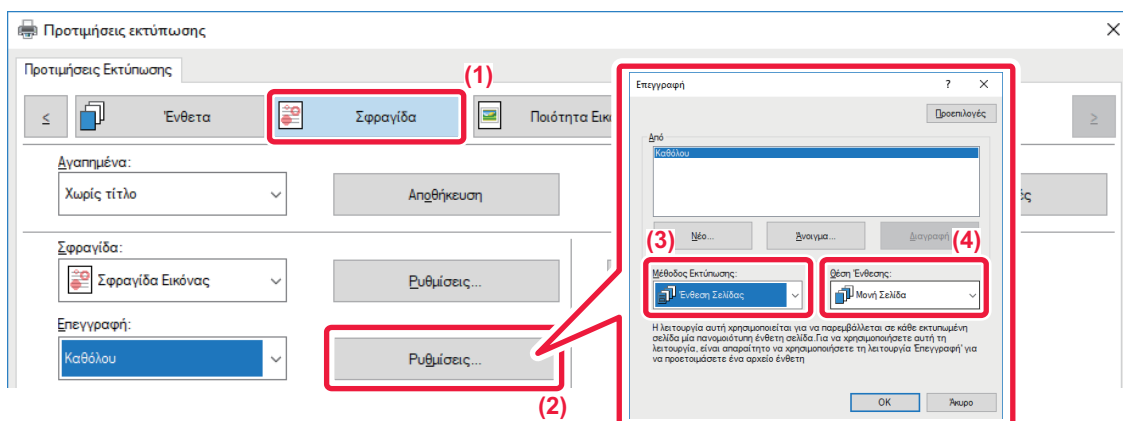 Προτιμήσεις εκτύπωσης
Προτιμήσεις Εκτύπωσης
(1)
<
Ένθετα
Σφραγίδα
Ποιότητα Εικ
>
Αγαπημένα:
Χωρίς τίτλο
Αποθήκευση
ές
Σφραγίδα:
Σφραγίδα Εικόνας
Ρυθμίσεις...
Επεγγραφή:
Καθόλου
Ρυθμίσεις...
(2)
Επεγγραφή
?
Προεπιλογές
Από
Καθόλου
Νέο...
Άνοιγμα...
Διαγραφή
(3)
(4)
Μέθοδος Εκτύπωσης:
Θέση Ένθεσης:
Ένθεση Σελίδας
Μονή Σελίδα
Η λειτουργία αυτή χρησιμοποιείται για να παρεμβάλλεται σε κάθε εκτυπωμένη
σελίδα μία πανομοιότυπη ένθετη σελίδα.Για να χρησιμοποιήσετε αυτή τη
λειτουργία, είναι απαραίτητο να χρησιμοποιήσετε τη λειτουργία 'Επεγγραφή' για
να προετοιμάσετε ένα αρχείο ένθετη
OK
Άκυρο